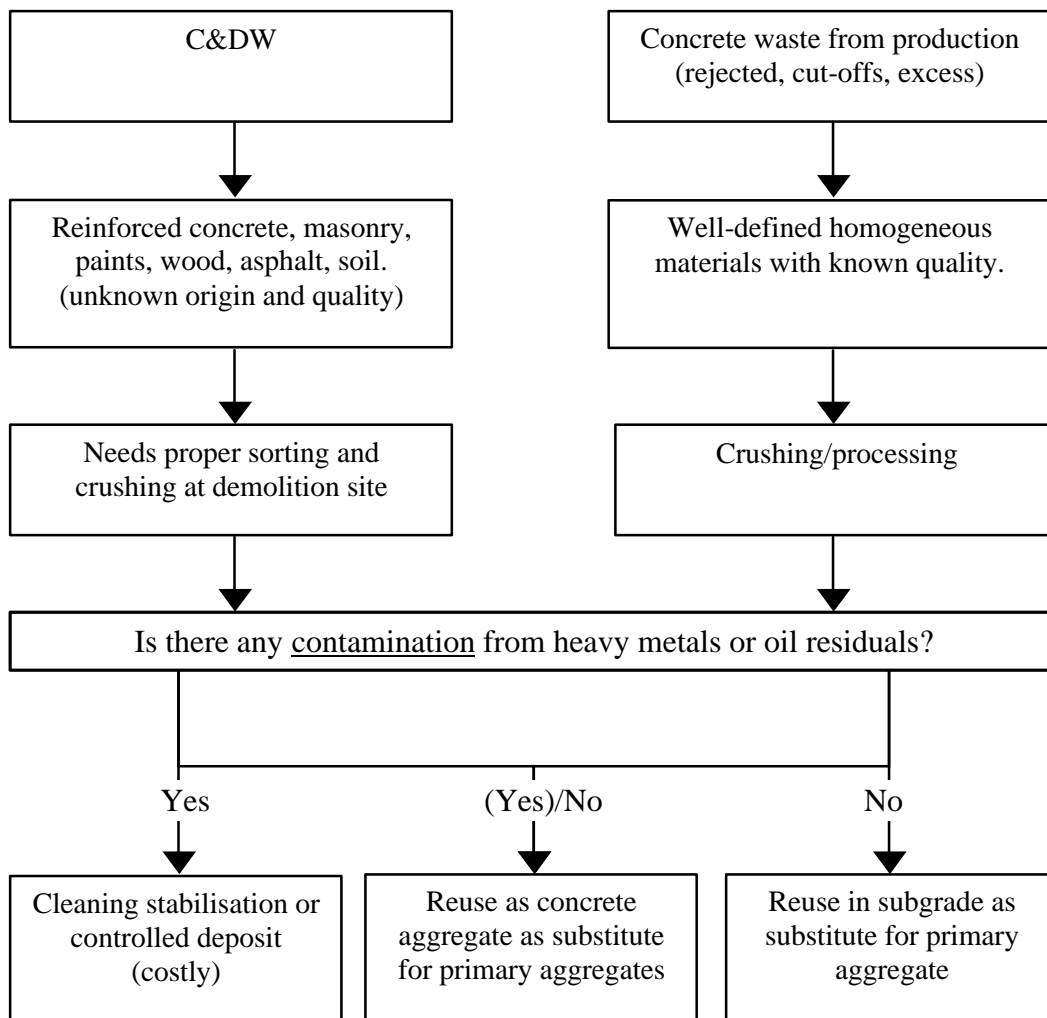 C&DW
Concrete waste from production
(rejected, cut-offs, excess)
Reinforced concrete, masonry,
paints, wood, asphalt, soil.
(unknown origin and quality)
Well-defined homogeneous
materials with known quality.
Needs proper sorting and
crushing at demolition site
Crushing/processing
Is there any contamination from heavy metals or oil residuals?
Yes
(Yes)/No
No
Cleaning stabilisation or
controlled deposit
(costly)
Reuse as concrete
aggregate as substitute
for primary aggregates
Reuse in subgrade as
substitute for primary
aggregate